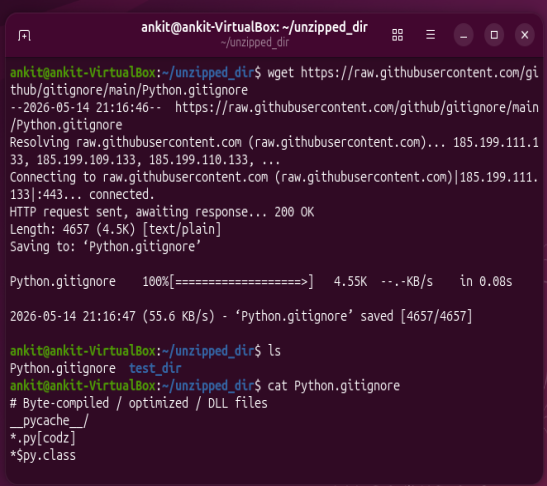 ankit@ankit-VirtualBox: ~/unzipped_dir
~/unzipped_dir
ankit@ankit-VirtualBox:~/unzipped_dir$ wget https://raw.githubusercontent.com/gi
thub/gitignore/main/Python.gitignore
--2026-05-14 21:16:46--  https://raw.githubusercontent.com/github/gitignore/main
/Python.gitignore
Resolving raw.githubusercontent.com (raw.githubusercontent.com)... 185.199.111.1
33, 185.199.109.133, 185.199.110.133, ...
Connecting to raw.githubusercontent.com (raw.githubusercontent.com)|185.199.111.
133|:443... connected.
HTTP request sent, awaiting response... 200 OK
Length: 4657 (4.5K) [text/plain]
Saving to: ‘Python.gitignore’
Python.gitignore    100%[===================>]   4.55K  --.-KB/s    in 0.08s
2026-05-14 21:16:47 (55.6 KB/s) - ‘Python.gitignore’ saved [4657/4657]
ankit@ankit-VirtualBox:~/unzipped_dir$ ls
Python.gitignore  test_dir
ankit@ankit-VirtualBox:~/unzipped_dir$ cat Python.gitignore
# Byte-compiled / optimized / DLL files
__pycache__/
*.py[codz]
*$py.class